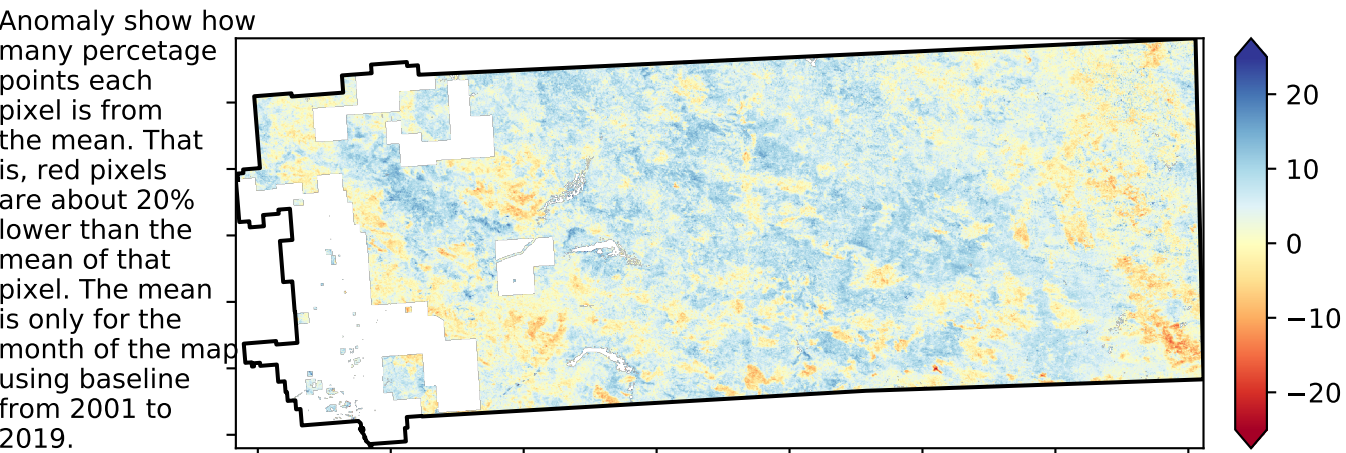 Anomaly show how
many percetage
points each
pixel is from
the mean. That
is, red pixels
are about 20%
lower than the
mean of that
pixel. The mean
is only for the
month of the map
using baseline
from 2001 to
2019.
20
10
0
−10
−20